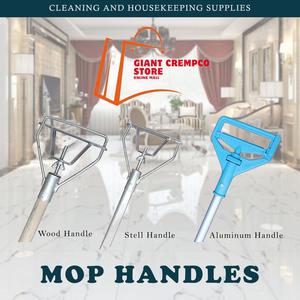 CLEANING AND HOUSEKEEPING SUPPLIES
GIANT CREMPCO
STORE
ONLINE MALL
Wood Handle
Stell Handle
Aluminum Handle
MOP HANDLES